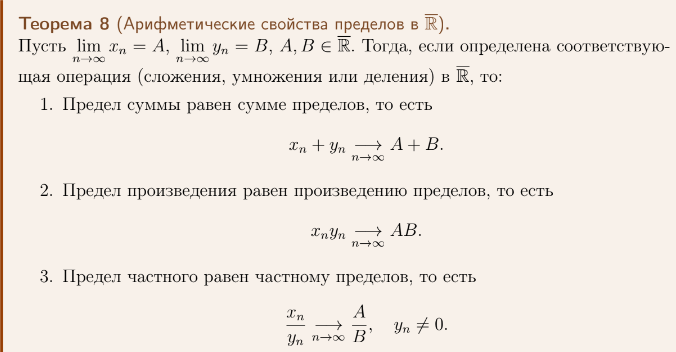 Теорема 8 (Арифметические свойства пределов в $\overline{\mathbb{R}}$).
Пусть $\lim\limits_{n\to\infty} x_n = A$, $\lim\limits_{n\to\infty} y_n = B$, $A, B \in \overline{\mathbb{R}}$. Тогда, если определена соответствую-
щая операция (сложения, умножения или деления) в $\overline{\mathbb{R}}$, то:
1. Предел суммы равен сумме пределов, то есть
$x_n + y_n \underset{n\to\infty}{\longrightarrow} A + B.$
2. Предел произведения равен произведению пределов, то есть
$x_n y_n \underset{n\to\infty}{\longrightarrow} AB.$
3. Предел частного равен частному пределов, то есть
$\frac{x_n}{y_n} \underset{n\to\infty}{\longrightarrow} \frac{A}{B}, \quad y_n \neq 0.$